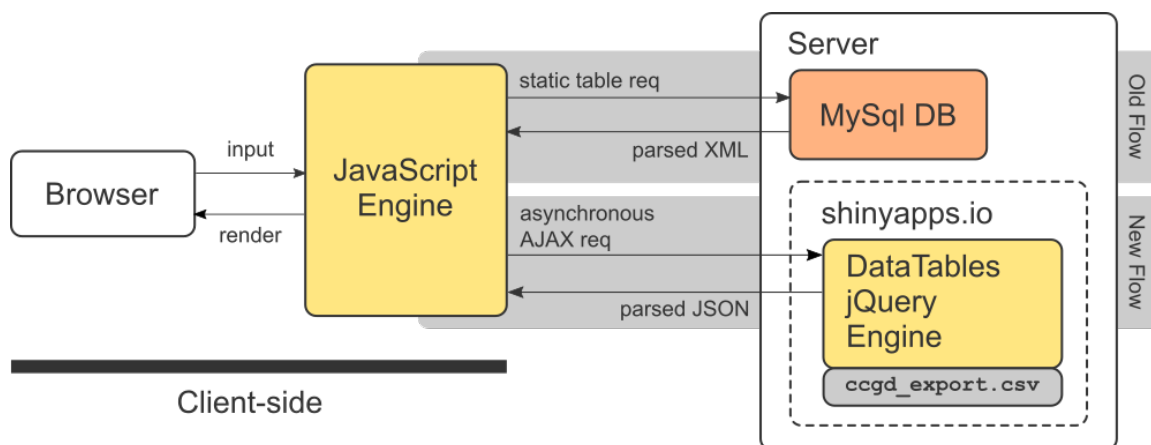 Server
static table req
MySql DB
Old Flow
parsed XML
input
Browser
JavaScript
Engine
render
asynchronous
AJAX req
shinyapps.io
New Flow
DataTables
jQuery
Engine
parsed JSON
ccgd_export.csv
Client-side